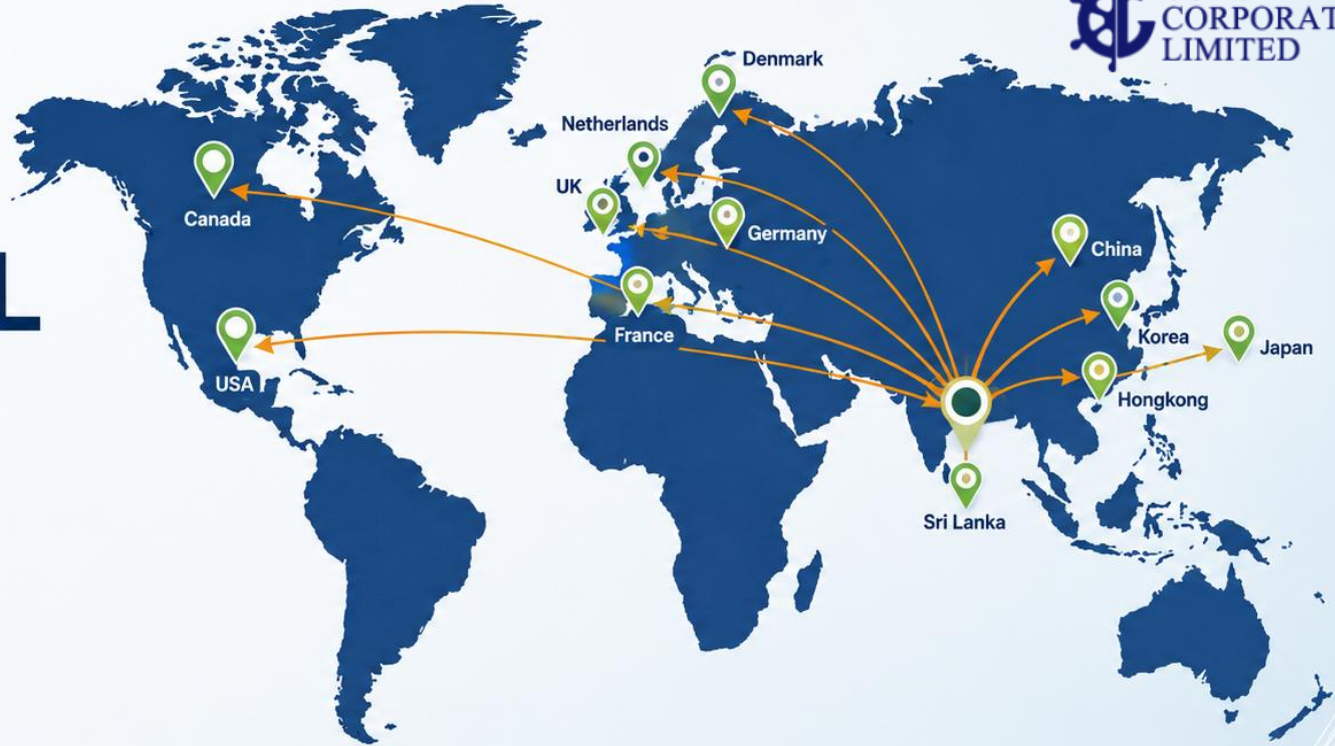 CORPORAT
LIMITED
Denmark
Netherlands
UK
Canada
Germany
China
L
France
Korea
Japan
USA
Hongkong
Sri Lanka